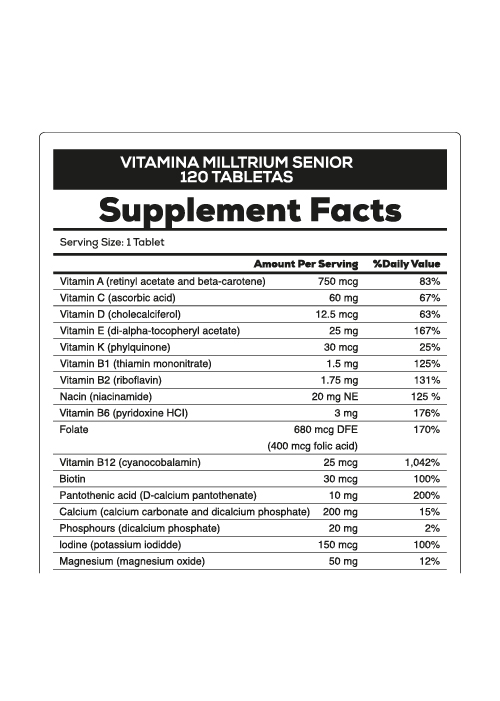 VITAMINA MILLTRIUM SENIOR
120 TABLETAS
Supplement Facts
Serving Size: 1 Tablet
Amount Per Serving %Daily Value
Vitamin A (retinyl acetate and beta-carotene) 750 mcg 83%
Vitamin C (ascorbic acid) 60 mg 67%
Vitamin D (cholecalciferol) 12.5 mcg 63%
Vitamin E (di-alpha-tocopheryl acetate) 25 mg 167%
Vitamin K (phylquinone) 30 mcg 25%
Vitamin B1 (thiamin mononitrate) 1.5 mg 125%
Vitamin B2 (riboflavin) 1.75 mg 131%
Nacin (niacinamide) 20 mg NE 125 %
Vitamin B6 (pyridoxine HCI) 3 mg 176%
Folate 680 mcg DFE 170%
(400 mcg folic acid)
Vitamin B12 (cyanocobalamin) 25 mcg 1,042%
Biotin 30 mcg 100%
Pantothenic acid (D-calcium pantothenate) 10 mg 200%
Calcium (calcium carbonate and dicalcium phosphate) 200 mg 15%
Phosphours (dicalcium phosphate) 20 mg 2%
Iodine (potassium iodidde) 150 mcg 100%
Magnesium (magnesium oxide) 50 mg 12%